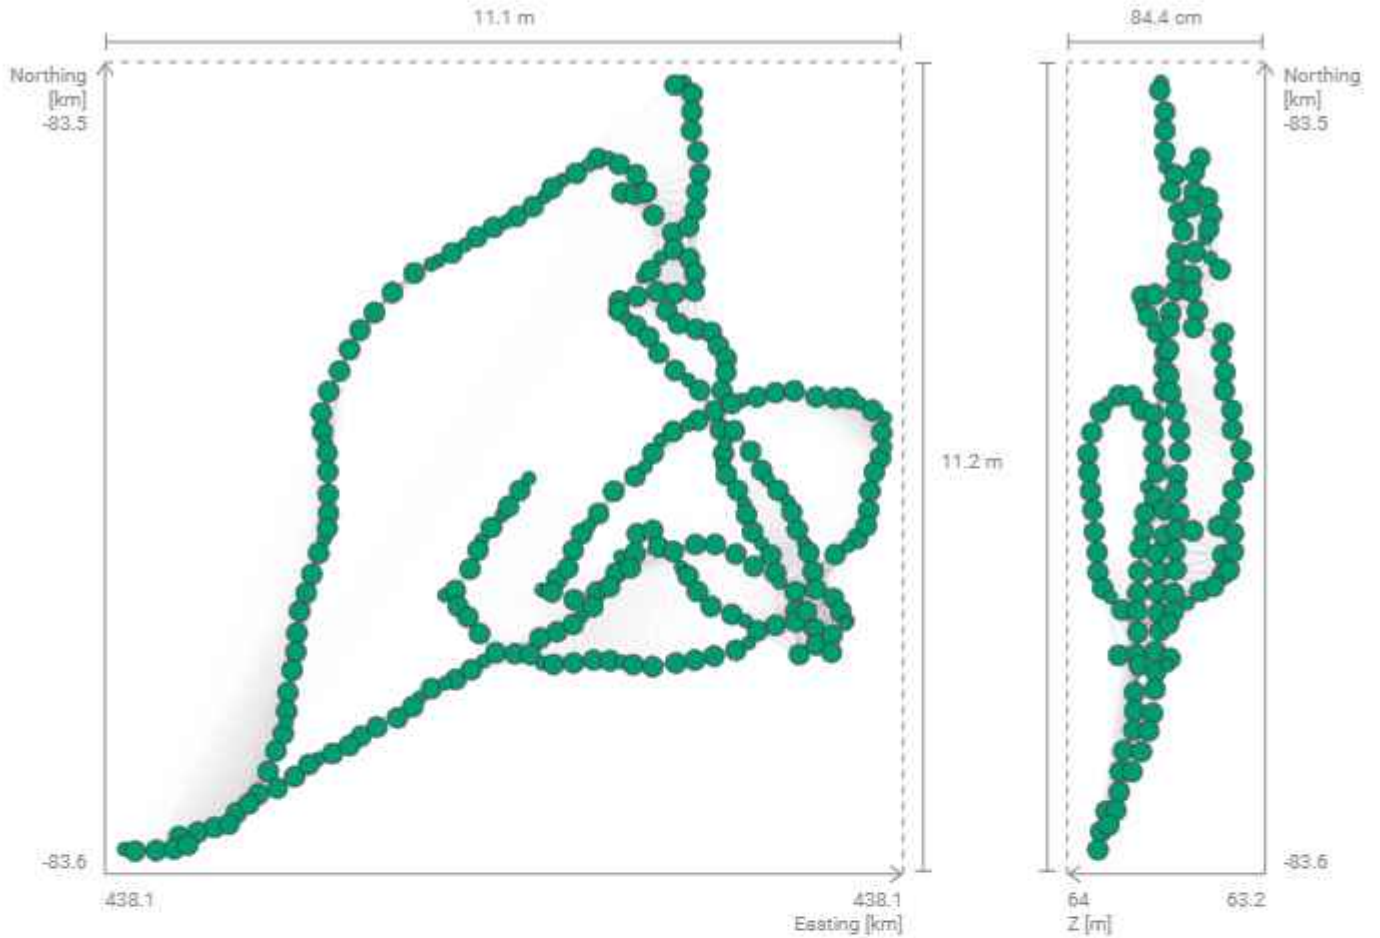 11.1 m
84.4 cm
Northing
[km]
-83.5
Northing
[km]
-83.5
11.2 m
-83.6
-83.6
438.1
438.1
Easting [km]
64
63.2
Z [m]